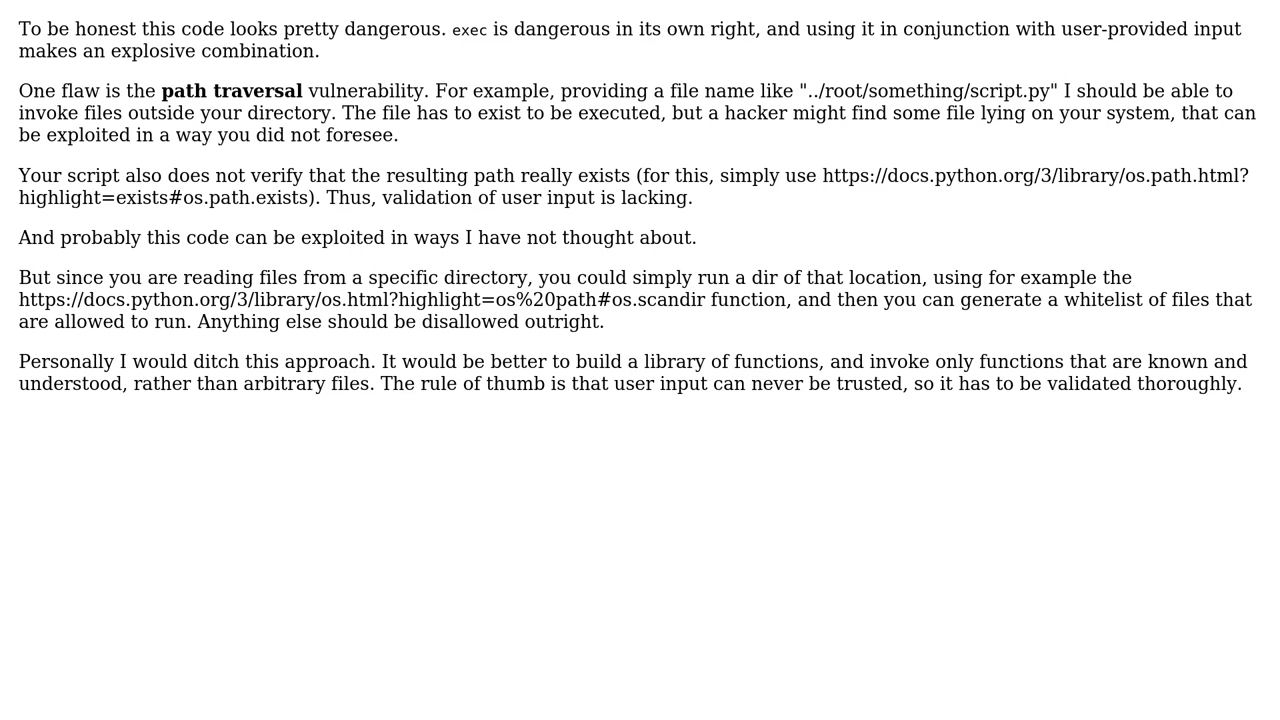 To be honest this code looks pretty dangerous. exec is dangerous in its own right, and using it in conjunction with user-provided input
makes an explosive combination.
One flaw is the path traversal vulnerability. For example, providing a file name like "../root/something/script.py" I should be able to
invoke files outside your directory. The file has to exist to be executed, but a hacker might find some file lying on your system, that can
be exploited in a way you did not foresee.
Your script also does not verify that the resulting path really exists (for this, simply use https://docs.python.org/3/library/os.path.html?
highlight=exists#os.path.exists). Thus, validation of user input is lacking.
And probably this code can be exploited in ways I have not thought about.
But since you are reading files from a specific directory, you could simply run a dir of that location, using for example the
https://docs.python.org/3/library/os.html?highlight=os%20path#os.scandir function, and then you can generate a whitelist of files that
are allowed to run. Anything else should be disallowed outright.
Personally I would ditch this approach. It would be better to build a library of functions, and invoke only functions that are known and
understood, rather than arbitrary files. The rule of thumb is that user input can never be trusted, so it has to be validated thoroughly.